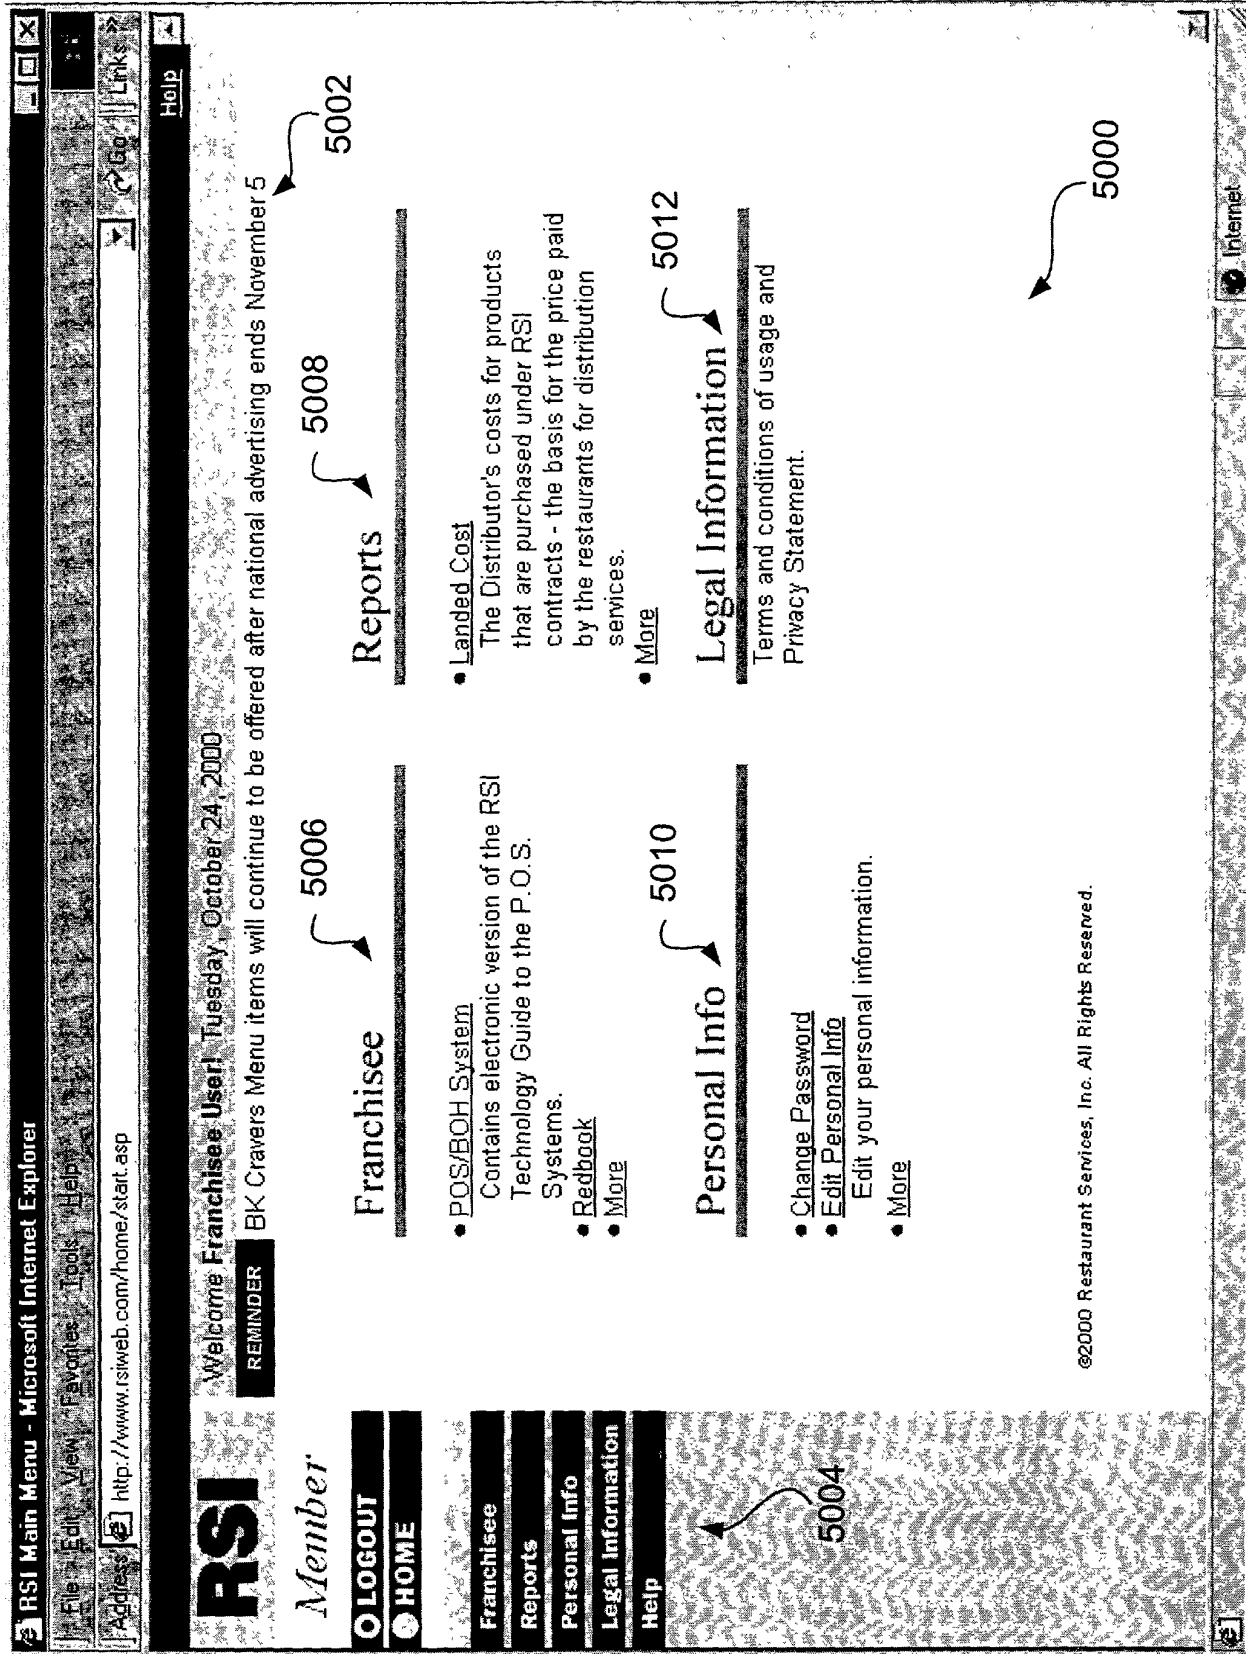 RSI Main Menu - Microsoft Internet Explorer
File Edit View Favorites Tools Help
Address http://www.rsiweb.com/home/start.asp Go Links »
Help
RSI
Welcome Franchisee User! Tuesday, October 24, 2000
REMINDER BK Cravers Menu items will continue to be offered after national advertising ends November 5
5002
Member
LOGOUT
HOME
Franchisee
Reports
Personal Info
Legal Information
Help
5004
5006
Franchisee
• POS/BOH System
Contains electronic version of the RSI
Technology Guide to the P.O.S.
Systems.
• Redbook
• More
5008
Reports
• Landed Cost
The Distributor's costs for products
that are purchased under RSI
contracts - the basis for the price paid
by the restaurants for distribution
services.
• More
5010
Personal Info
• Change Password
• Edit Personal Info
Edit your personal information.
• More
5012
Legal Information
Terms and conditions of usage and
Privacy Statement.
5000
©2000 Restaurant Services, Inc. All Rights Reserved.
Internet